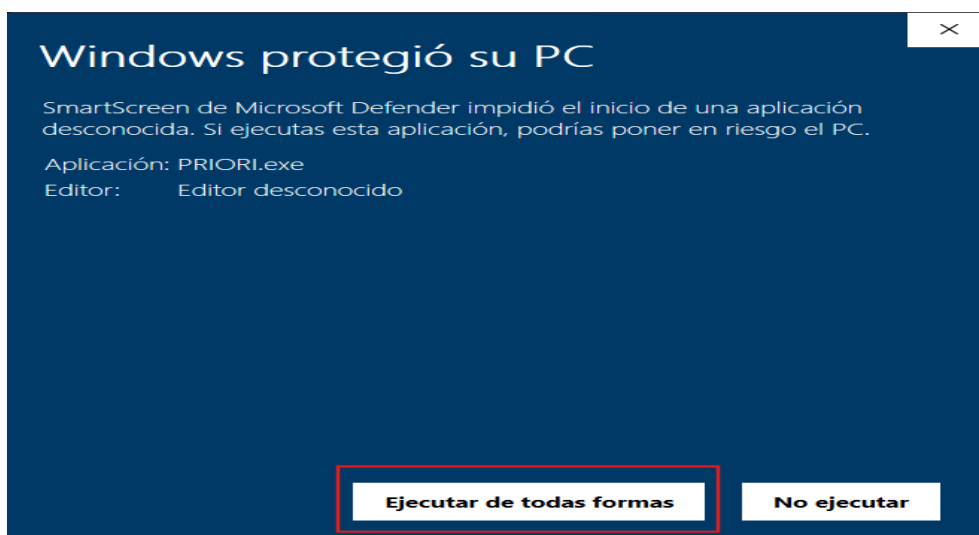 Windows protegió su PC
SmartScreen de Microsoft Defender impidió el inicio de una aplicación
desconocida. Si ejecutas esta aplicación, podrías poner en riesgo el PC.
Aplicación: PRIORI.exe
Editor: Editor desconocido
Ejecutar de todas formas No ejecutar